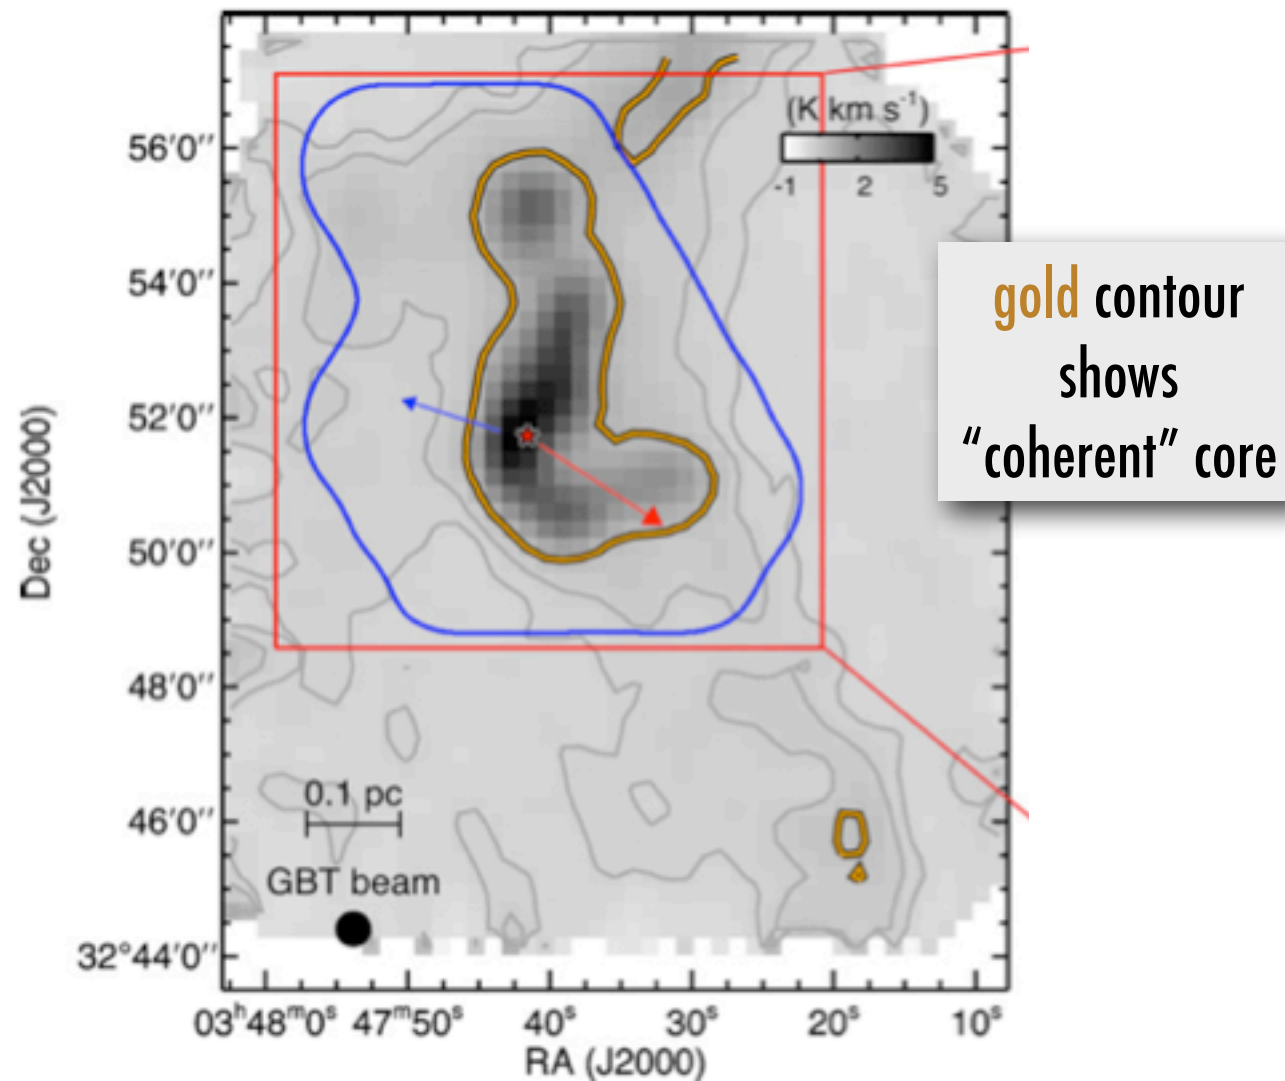 (K km s⁻¹)
-1 2 5
56′0′′
54′0′′
52′0′′
50′0′′
48′0′′
46′0′′
32°44′0′′
Dec (J2000)
gold contour
shows
“coherent” core
0.1 pc
GBT beam
03ʰ48ᵐ0ˢ 47ᵐ50ˢ 40ˢ 30ˢ 20ˢ 10ˢ
RA (J2000)